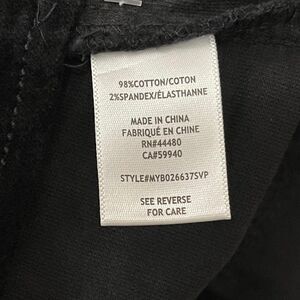 98%COTTON/COTON
2%SPANDEX/ÉLASTHANNE
MADE IN CHINA
FABRIQUÉ EN CHINE
RN#44480
CA#59940
STYLE#MYB026637SVP
SEE REVERSE
FOR CARE